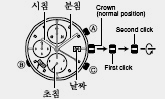 시침
분침
Crown
(normal position)
Second click
A
B
C
First click
초침
날짜